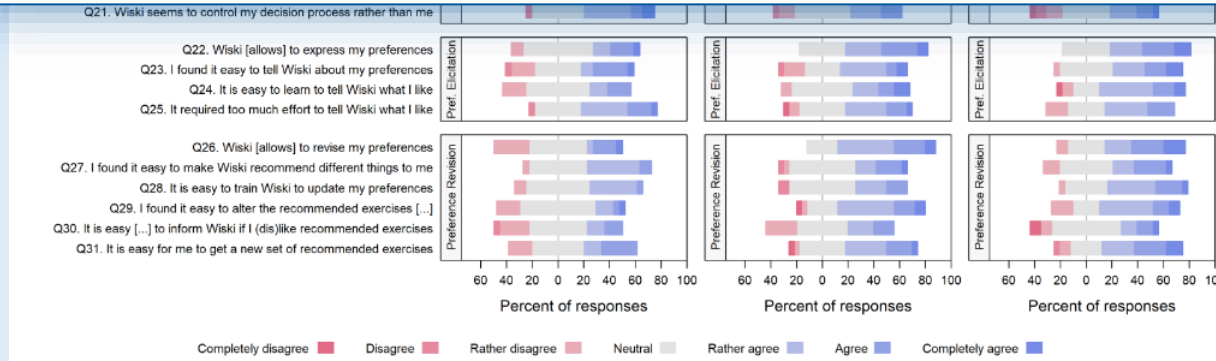 Q21. Wiski seems to control my decision process rather than me
Q22. Wiski [allows] to express my preferences
Q23. I found it easy to tell Wiski about my preferences
Q24. It is easy to learn to tell Wiski what I like
Q25. It required too much effort to tell Wiski what I like
Pref. Elicitation
Pref. Elicitation
Pref. Elicitation
Q26. Wiski [allows] to revise my preferences
Q27. I found it easy to make Wiski recommend different things to me
Q28. It is easy to train Wiski to update my preferences
Q29. I found it easy to alter the recommended exercises [...]
Q30. It is easy [...] to inform Wiski if I (dis)like recommended exercises
Q31. It is easy for me to get a new set of recommended exercises
Preference Revision
Preference Revision
Preference Revision
60 40 20 0 20 40 60 80 100
60 40 20 0 20 40 60 80 100
60 40 20 0 20 40 60 80
Percent of responses
Percent of responses
Percent of responses
Completely disagree Disagree Rather disagree Neutral Rather agree Agree Completely agree